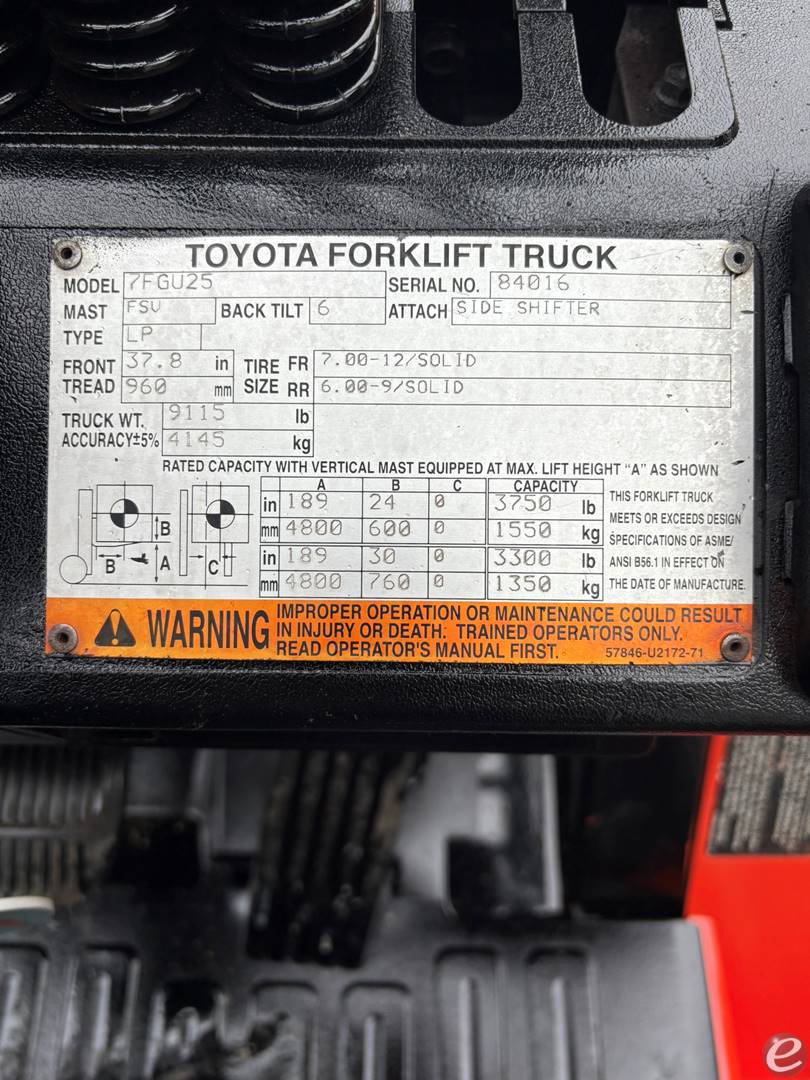 TOYOTA FORKLIFT TRUCK
MODEL 7FGU25 SERIAL NO. 84016
MAST FSV BACK TILT 6 ATTACH SIDE SHIFTER
TYPE LP
FRONT TREAD 37.8 in TIRE SIZE FR 7.00-12/SOLID
960 mm RR 6.00-9/SOLID
TRUCK WT. 9115 lb
ACCURACY±5% 4145 kg
RATED CAPACITY WITH VERTICAL MAST EQUIPPED AT MAX. LIFT HEIGHT "A" AS SHOWN
A B C CAPACITY
in 189 24 0 3750 lb
mm 4800 600 0 1550 kg
in 189 30 0 3300 lb
mm 4800 760 0 1350 kg
B
B A C
THIS FORKLIFT TRUCK
MEETS OR EXCEEDS DESIGN
SPECIFICATIONS OF ASME/
ANSI B56.1 IN EFFECT ON
THE DATE OF MANUFACTURE.
WARNING
IMPROPER OPERATION OR MAINTENANCE COULD RESULT
IN INJURY OR DEATH. TRAINED OPERATORS ONLY.
READ OPERATOR'S MANUAL FIRST. 57846-U2172-71
e